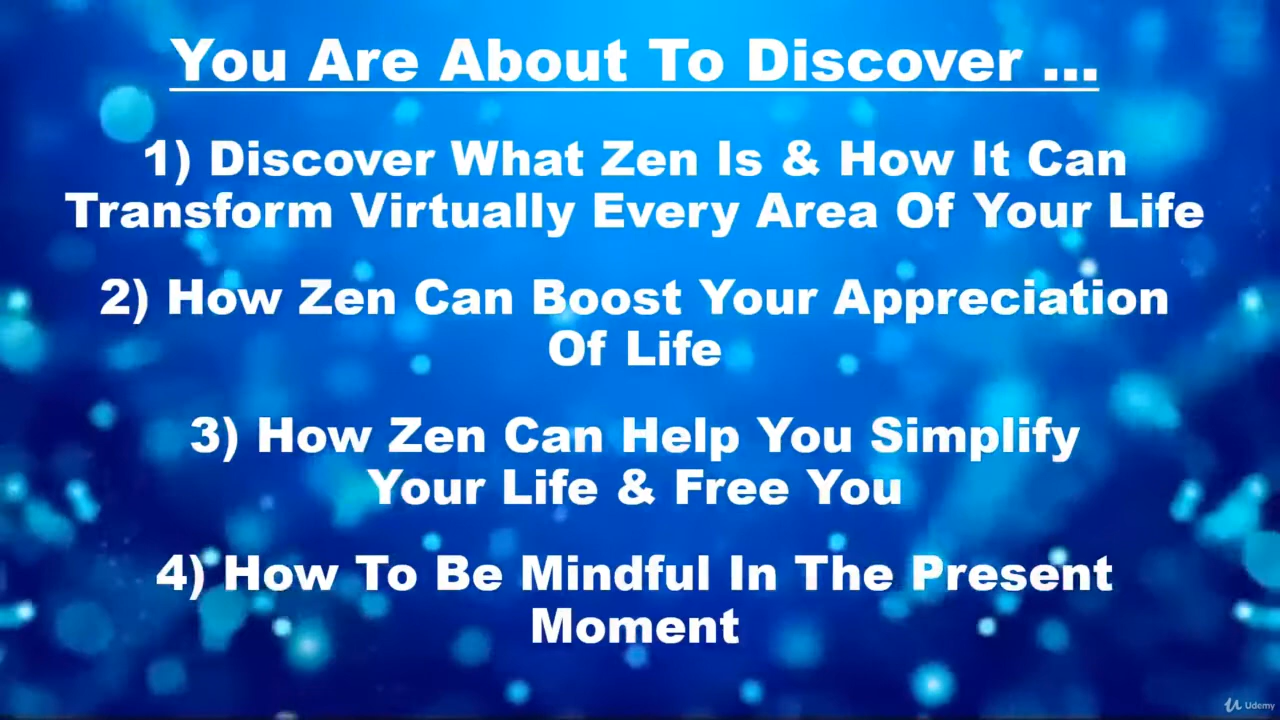 You Are About To Discover ...
1) Discover What Zen Is & How It Can
Transform Virtually Every Area Of Your Life
2) How Zen Can Boost Your Appreciation
Of Life
3) How Zen Can Help You Simplify
Your Life & Free You
4) How To Be Mindful In The Present
Moment
Udemy